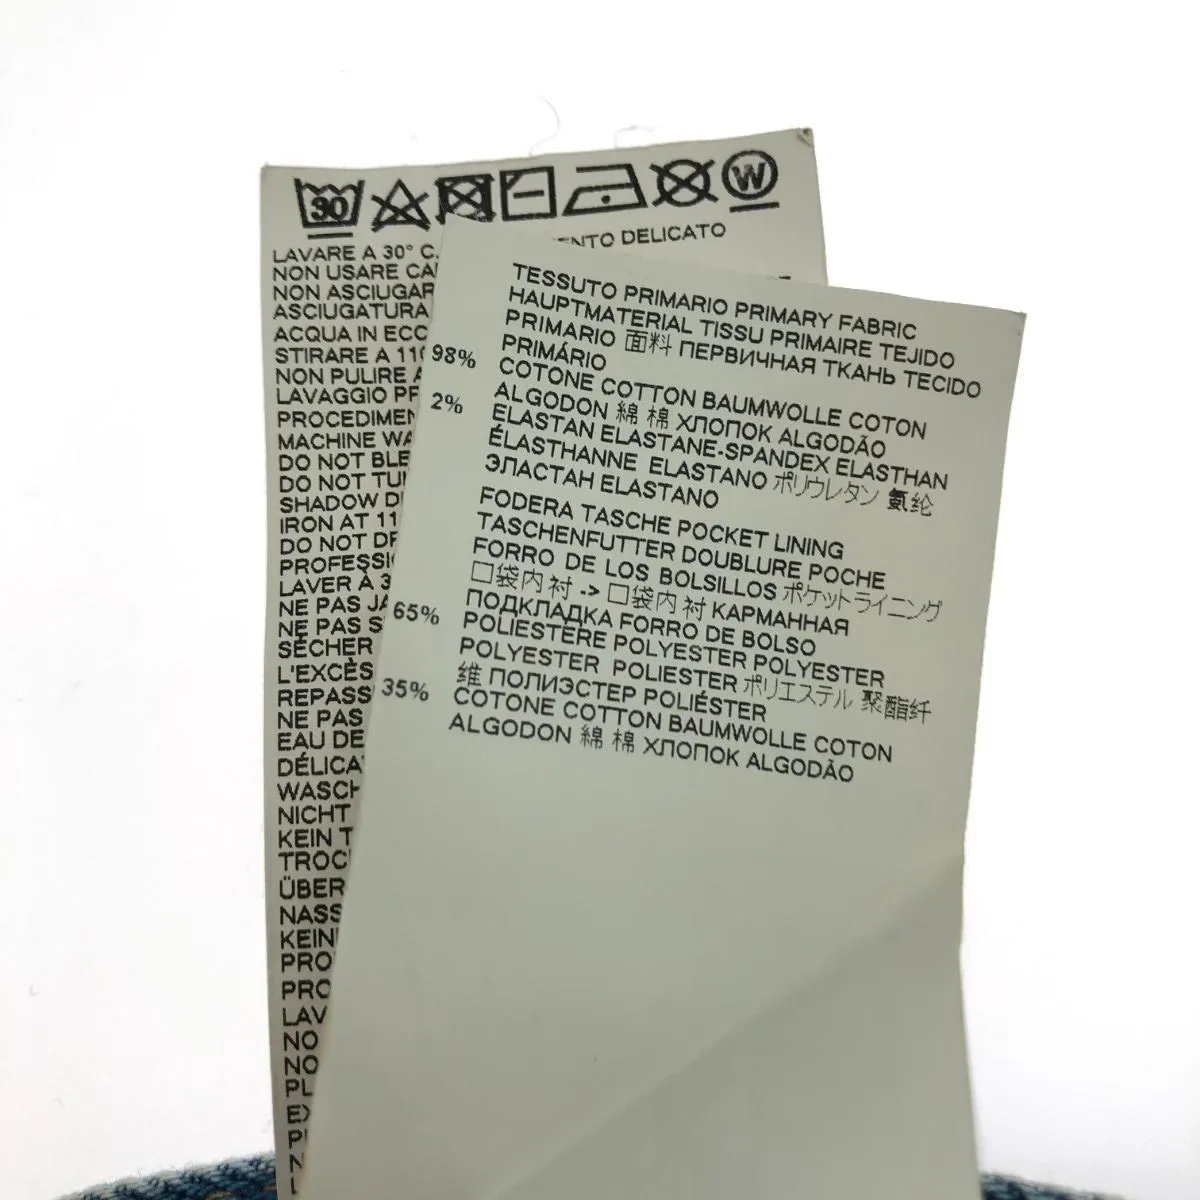 30
W
LAVARE A 30° C.
ENTO DELICATO
NON USARE CA
NON ASCIUGAR
ASCIUGATURA
ACQUA IN ECC
STIRARE A 110
NON PULIRE A
LAVAGGIO PR
PROCEDIMEN
MACHINE WA
DO NOT BLE
DO NOT TU
SHADOW D
IRON AT 11
DO NOT DR
PROFESSI
LAVER À 3
NE PAS JA
NE PAS S
SÉCHER
L'EXCÈS
REPASS
NE PAS
EAU DE
DÉLICA
WASCH
NICHT
KEIN T
TROC
ÜBER
NASS
KEIN
PRO
PRO
LAV
NO
NO
PL
EX
P
N
L
TESSUTO PRIMARIO PRIMARY FABRIC
HAUPTMATERIAL TISSU PRIMAIRE TEJIDO
PRIMARIO 面料 ПЕРВИЧНАЯ ТКАНЬ TECIDO
PRIMÁRIO
98% COTONE COTTON BAUMWOLLE COTON
ALGODON 綿 棉 ХЛОПОК ALGODÃO
2% ELASTAN ELASTANE-SPANDEX ELASTHAN
ÉLASTHANNE ELASTANO ポリウレタン 氨纶
ЭЛАСТАН ELASTANO
FODERA TASCHE POCKET LINING
TASCHENFUTTER DOUBLURE POCHE
FORRO DE LOS BOLSILLOS ポケットライニング
口袋内衬 -> 口袋内衬 КАРМАННАЯ
ПОДКЛАДКА FORRO DE BOLSO
65% POLIESTERE POLYESTER POLYESTER
POLYESTER POLIESTER ポリエステル 聚酯纤
维 ПОЛИЭСТЕР POLIÉSTER
35% COTONE COTTON BAUMWOLLE COTON
ALGODON 綿 棉 ХЛОПОК ALGODÃO